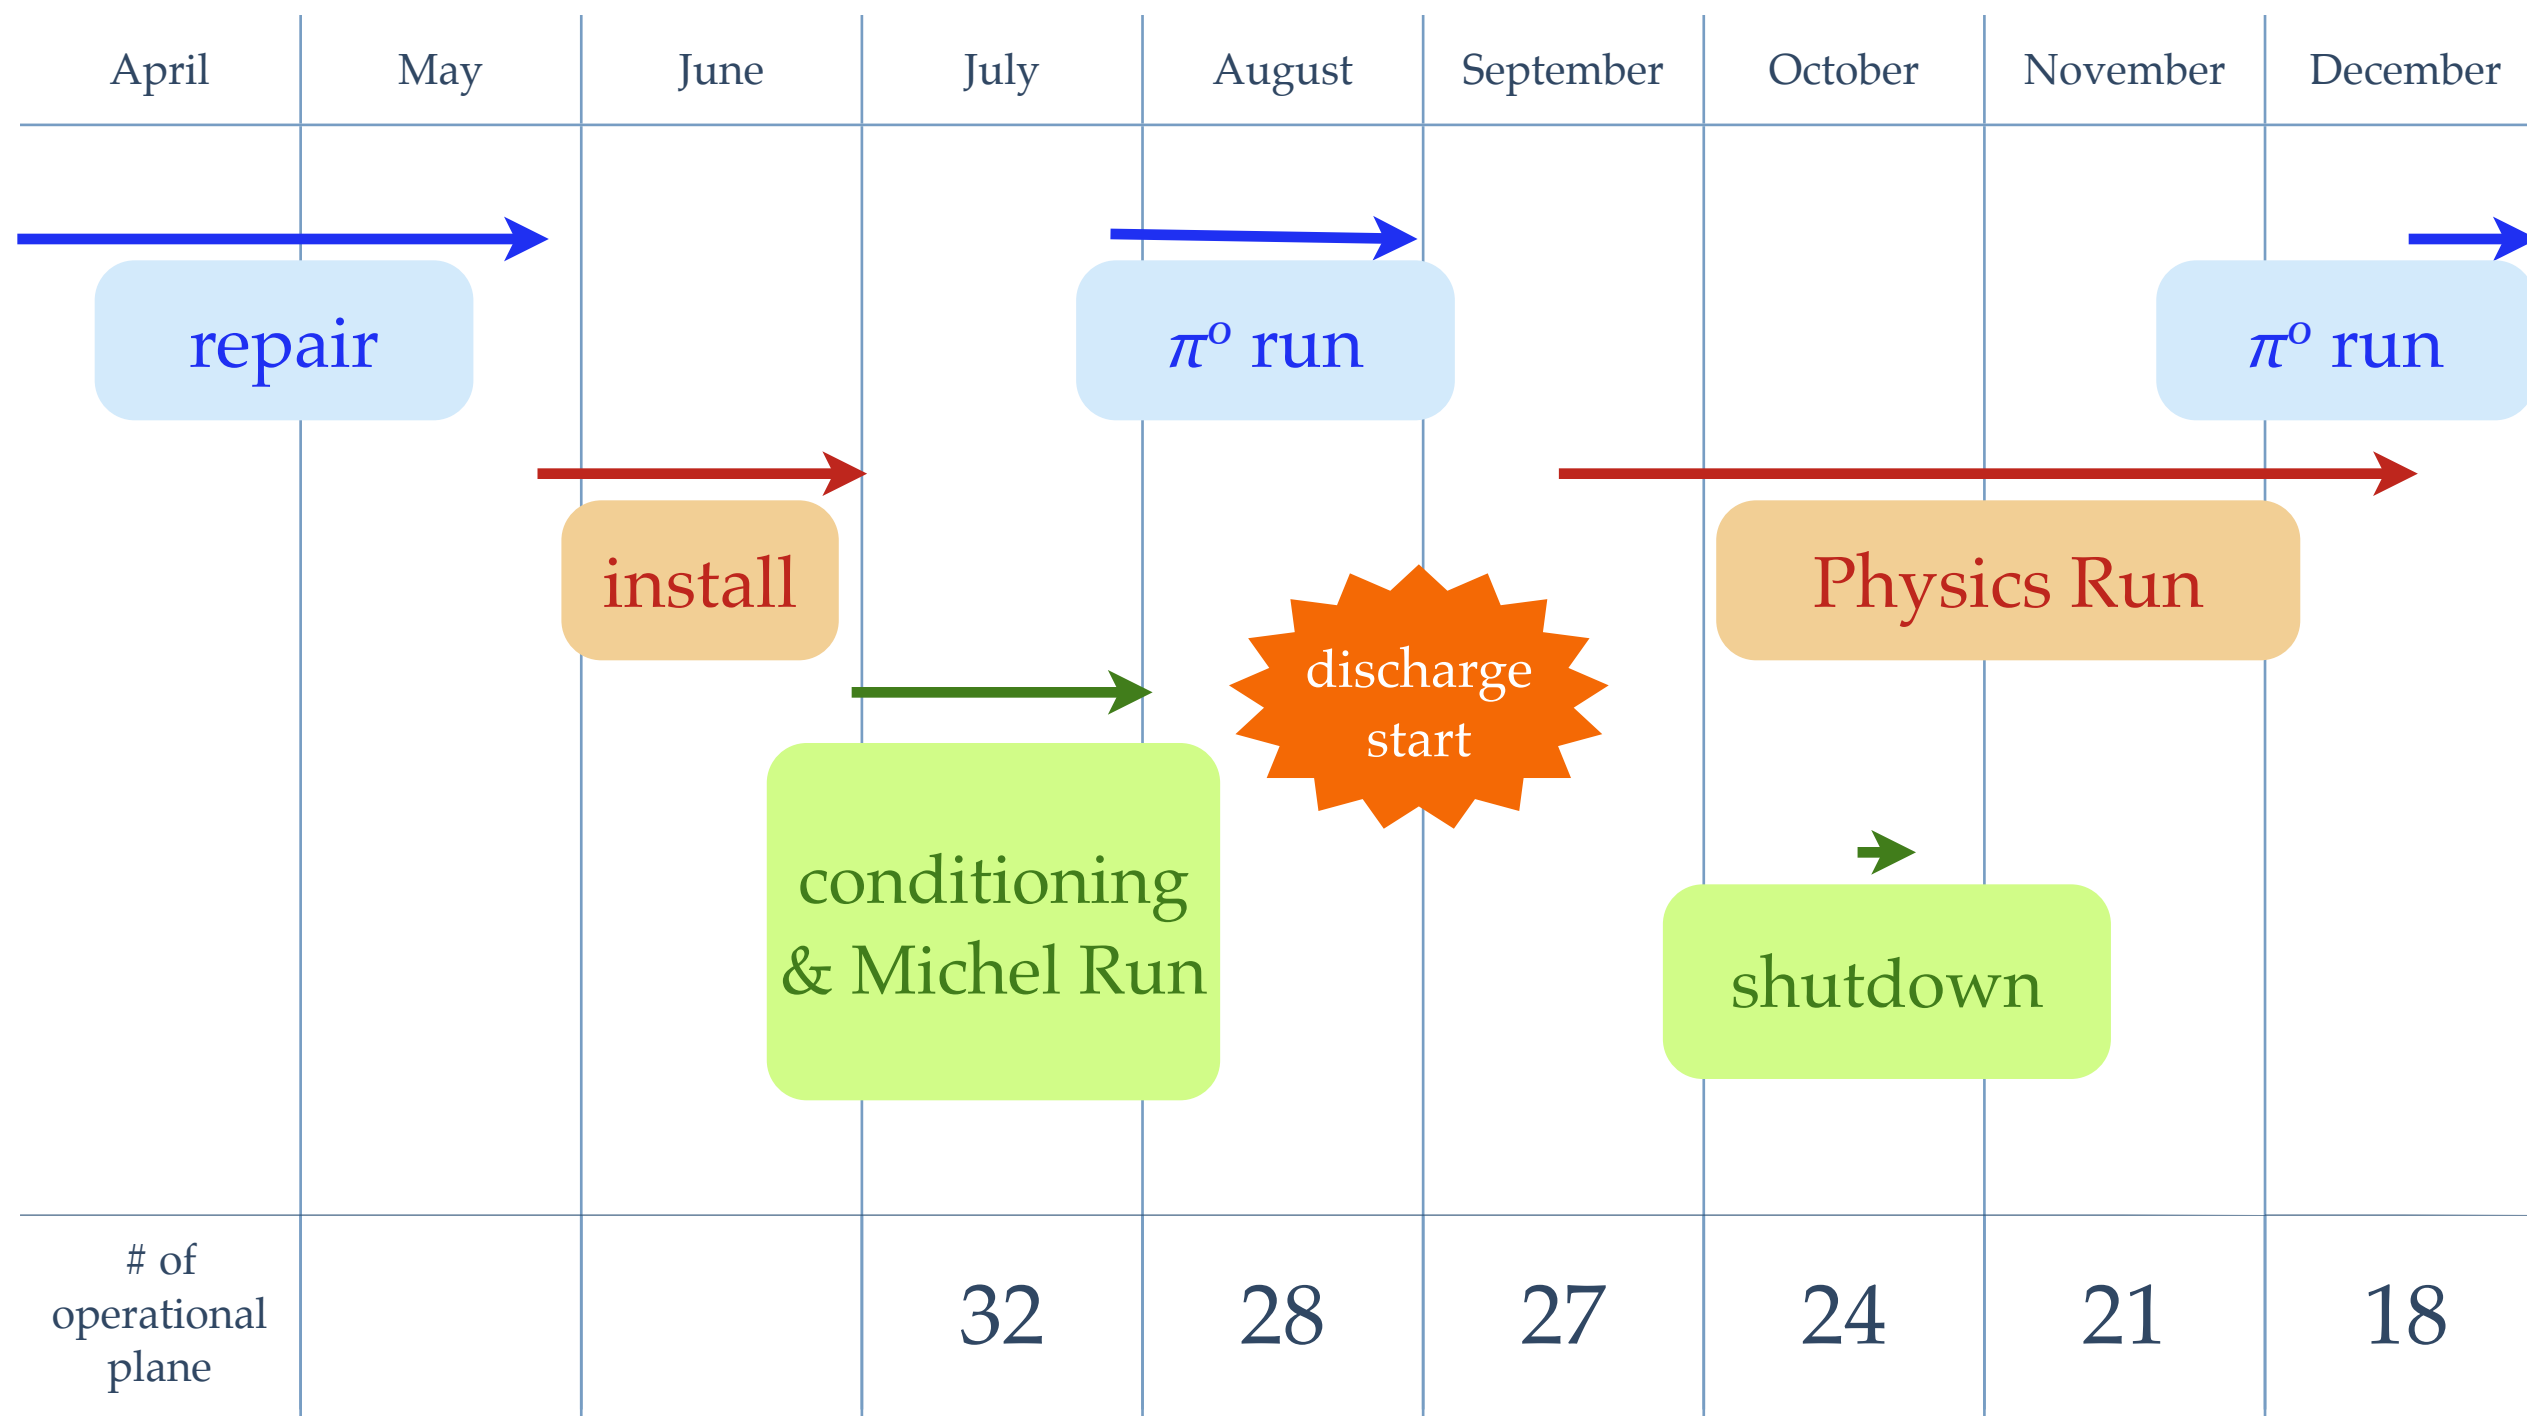 April
May
June
July
August
September
October
November
December
repair
π⁰ run
π⁰ run
install
Physics Run
discharge
start
conditioning
& Michel Run
shutdown
# of
operational
plane
32
28
27
24
21
18